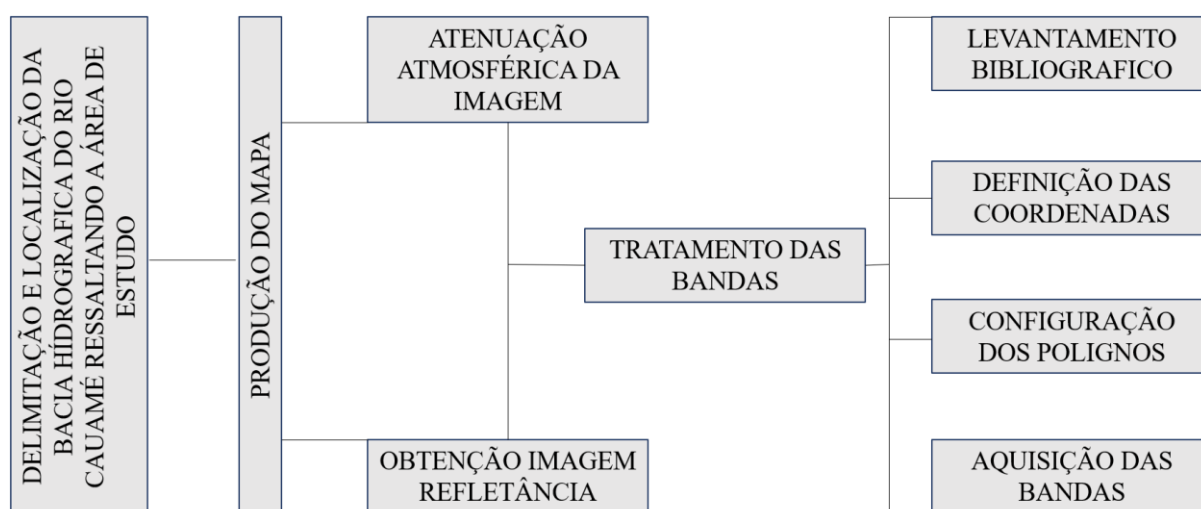 DELIMITAÇÃO E LOCALIZAÇÃO DA
BACIA HÍDROGRAFICA DO RIO
CAUAMÉ RESSALTANDO A ÁREA DE
ESTUDO
PRODUÇÃO DO MAPA
ATENUAÇÃO
ATMOSFÉRICA DA
IMAGEM
OBTENÇÃO IMAGEM
REFLETÂNCIA
TRATAMENTO DAS
BANDAS
LEVANTAMENTO
BIBLIOGRAFICO
DEFINIÇÃO DAS
COORDENADAS
CONFIGURAÇÃO
DOS POLIGNOS
AQUISIÇÃO DAS
BANDAS